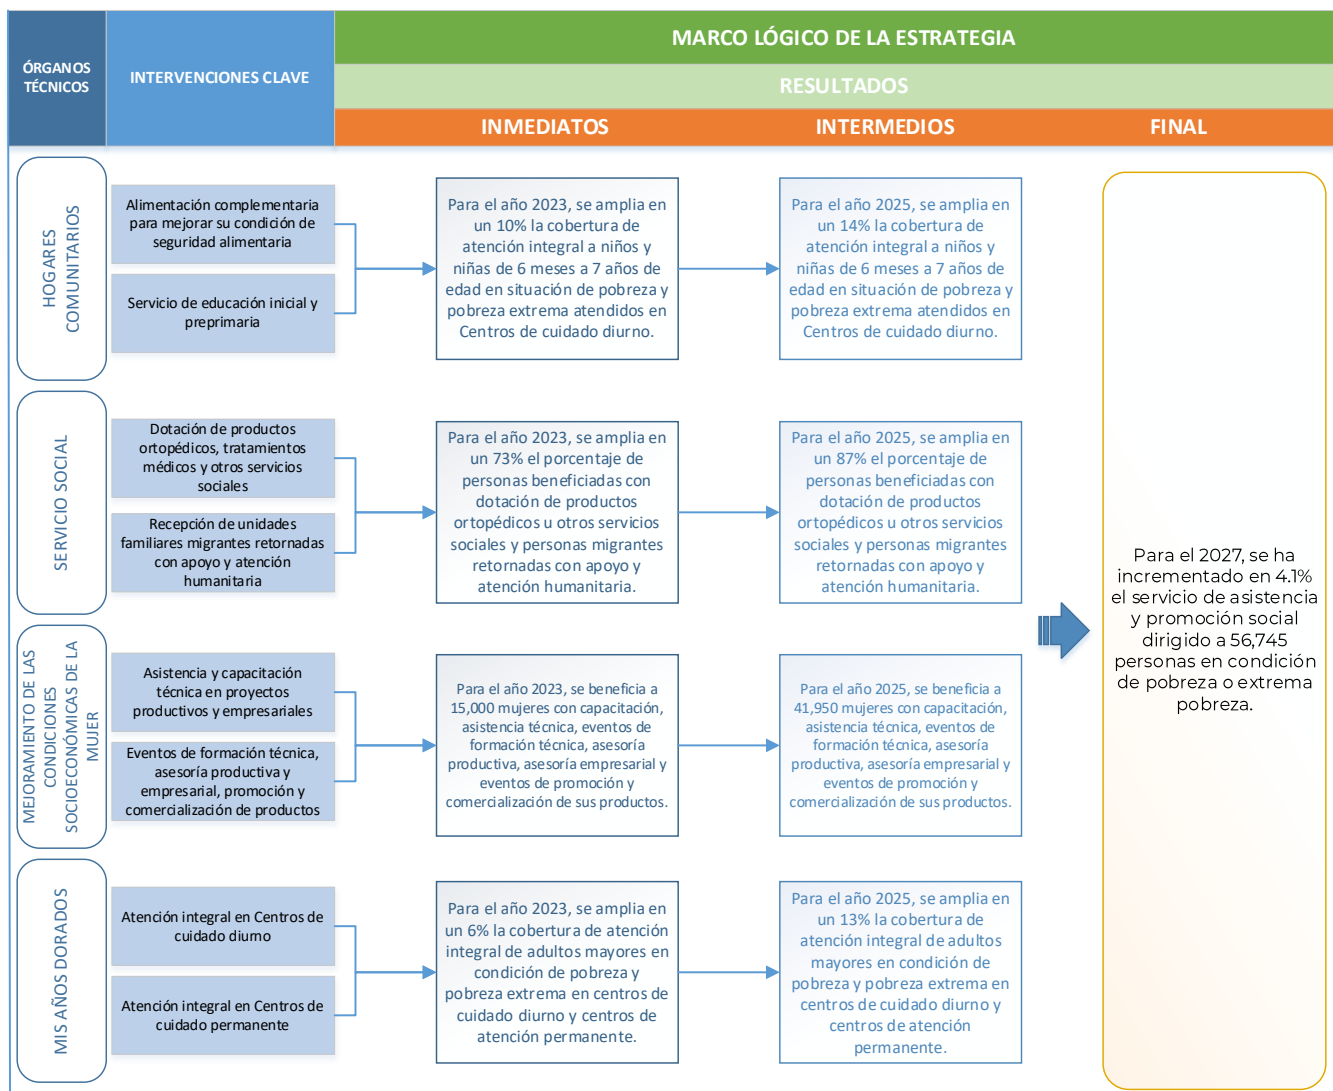 ÓRGANOS
TÉCNICOS
INTERVENCIONES CLAVE
MARCO LÓGICO DE LA ESTRATEGIA
RESULTADOS
INMEDIATOS
INTERMEDIOS
FINAL
HOGARES
COMUNITARIOS
Alimentación complementaria
para mejorar su condición de
seguridad alimentaria
Servicio de educación inicial y
preprimaria
Para el año 2023, se amplia en
un 10% la cobertura de
atención integral a niños y
niñas de 6 meses a 7 años de
edad en situación de pobreza y
pobreza extrema atendidos en
Centros de cuidado diurno.
Para el año 2025, se amplia en
un 14% la cobertura de
atención integral a niños y
niñas de 6 meses a 7 años de
edad en situación de pobreza y
pobreza extrema atendidos en
Centros de cuidado diurno.
SERVICIO SOCIAL
Dotación de productos
ortopédicos, tratamientos
médicos y otros servicios
sociales
Recepción de unidades
familiares migrantes retornadas
con apoyo y atención
humanitaria
Para el año 2023, se amplia en
un 73% el porcentaje de
personas beneficiadas con
dotación de productos
ortopédicos u otros servicios
sociales y personas migrantes
retornadas con apoyo y
atención humanitaria.
Para el año 2025, se amplia en
un 87% el porcentaje de
personas beneficiadas con
dotación de productos
ortopédicos u otros servicios
sociales y personas migrantes
retornadas con apoyo y
atención humanitaria.
MEJORAMIENTO DE LAS
CONDICIONES
SOCIOECONÓMICAS DE LA
MUJER
Asistencia y capacitación
técnica en proyectos
productivos y empresariales
Eventos de formación técnica,
asesoría productiva y
empresarial, promoción y
comercialización de productos
Para el año 2023, se beneficia a
15,000 mujeres con capacitación,
asistencia técnica, eventos de
formación técnica, asesoría
productiva, asesoría empresarial y
eventos de promoción y
comercialización de sus productos.
Para el año 2025, se beneficia a
41,950 mujeres con capacitación,
asistencia técnica, eventos de
formación técnica, asesoría
productiva, asesoría empresarial y
eventos de promoción y
comercialización de sus productos.
MIS AÑOS DORADOS
Atención integral en Centros de
cuidado diurno
Atención integral en Centros de
cuidado permanente
Para el año 2023, se amplia en
un 6% la cobertura de atención
integral de adultos mayores en
condición de pobreza y
pobreza extrema en centros de
cuidado diurno y centros de
atención permanente.
Para el año 2025, se amplia en
un 13% la cobertura de
atención integral de adultos
mayores en condición de
pobreza y pobreza extrema en
centros de cuidado diurno y
centros de atención
permanente.
Para el 2027, se ha
incrementado en 4.1%
el servicio de asistencia
y promoción social
dirigido a 56,745
personas en condición
de pobreza o extrema
pobreza.